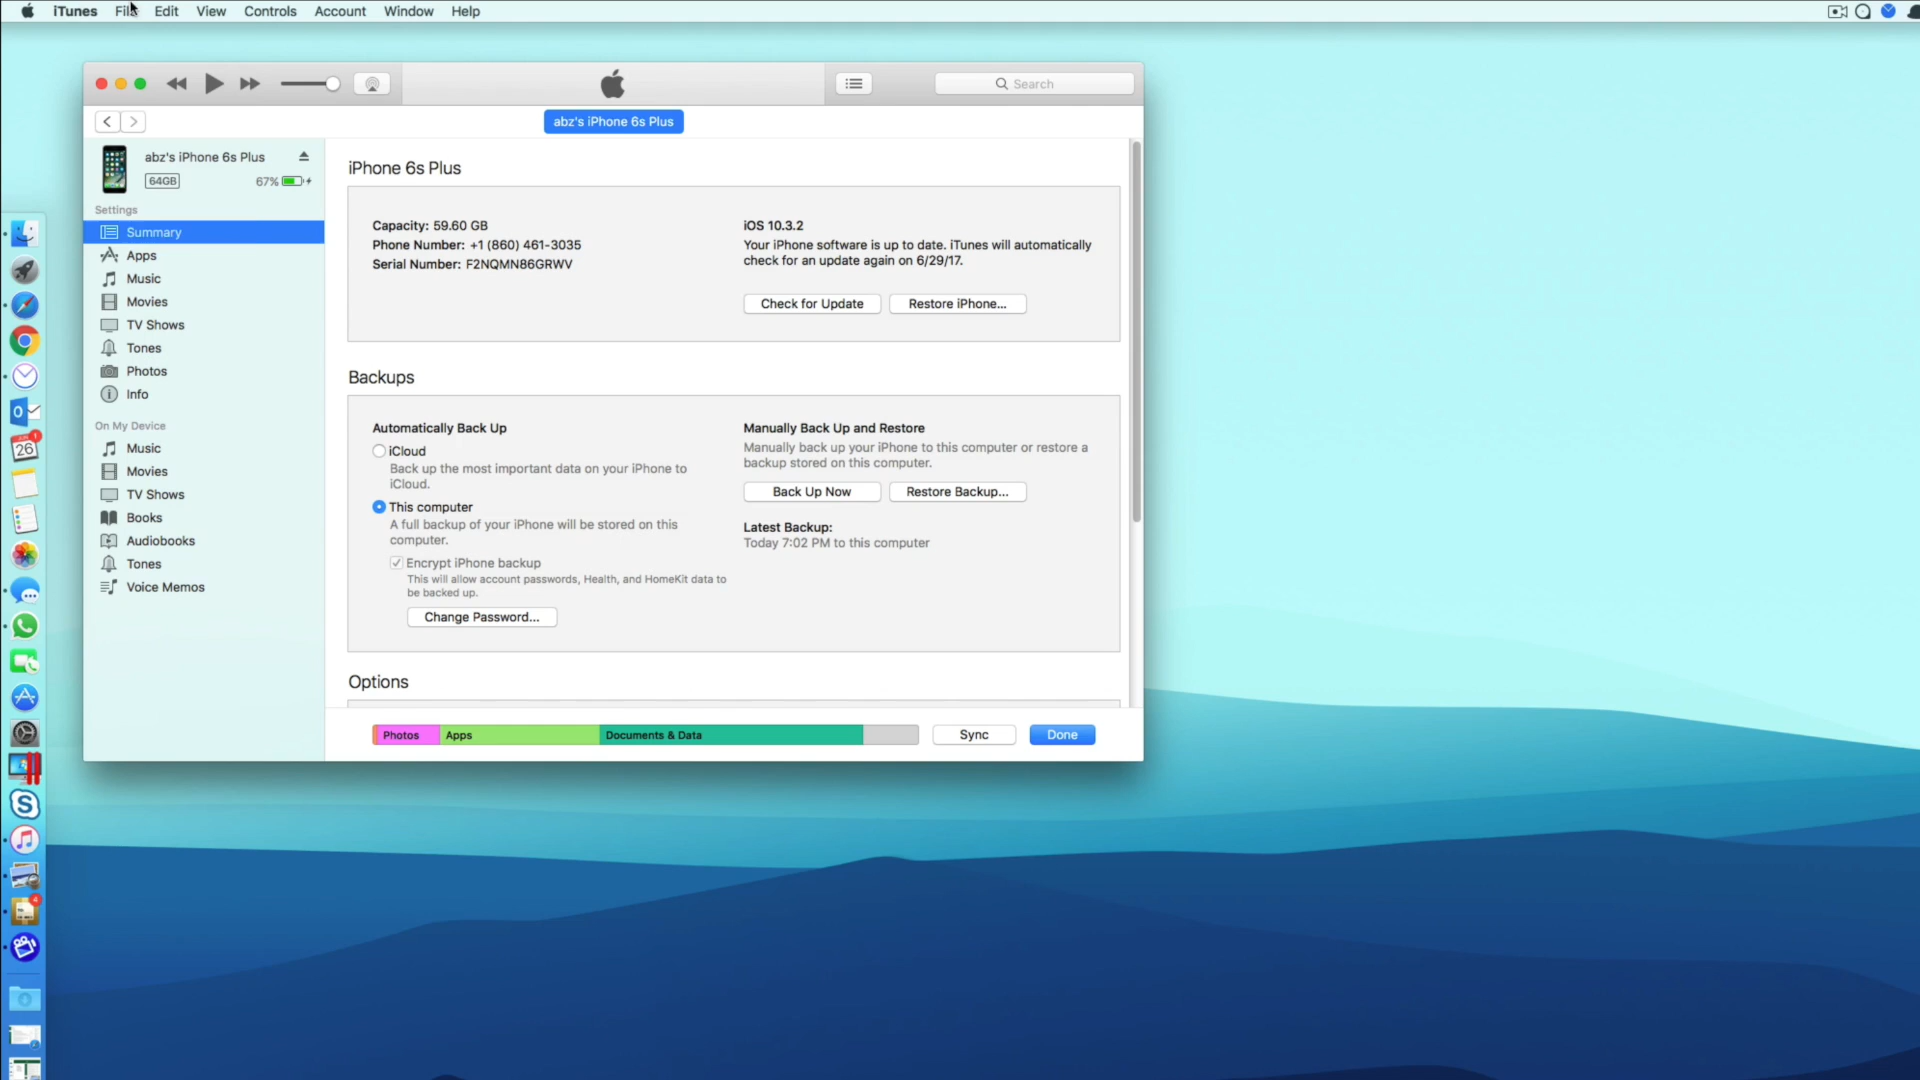 iTunes File Edit View Controls Account Window Help
Search
abz's iPhone 6s Plus
abz's iPhone 6s Plus
64GB 67%
Settings
Summary
Apps
Music
Movies
TV Shows
Tones
Photos
Info
On My Device
Music
Movies
TV Shows
Books
Audiobooks
Tones
Voice Memos
iPhone 6s Plus
Capacity: 59.60 GB
Phone Number: +1 (860) 461-3035
Serial Number: F2NQMN86GRWV
iOS 10.3.2
Your iPhone software is up to date. iTunes will automatically
check for an update again on 6/29/17.
Check for Update Restore iPhone...
Backups
Automatically Back Up
iCloud
Back up the most important data on your iPhone to
iCloud.
This computer
A full backup of your iPhone will be stored on this
computer.
Encrypt iPhone backup
This will allow account passwords, Health, and HomeKit data to
be backed up.
Change Password...
Manually Back Up and Restore
Manually back up your iPhone to this computer or restore a
backup stored on this computer.
Back Up Now Restore Backup...
Latest Backup:
Today 7:02 PM to this computer
Options
Photos Apps Documents & Data Sync Done
26
1
4